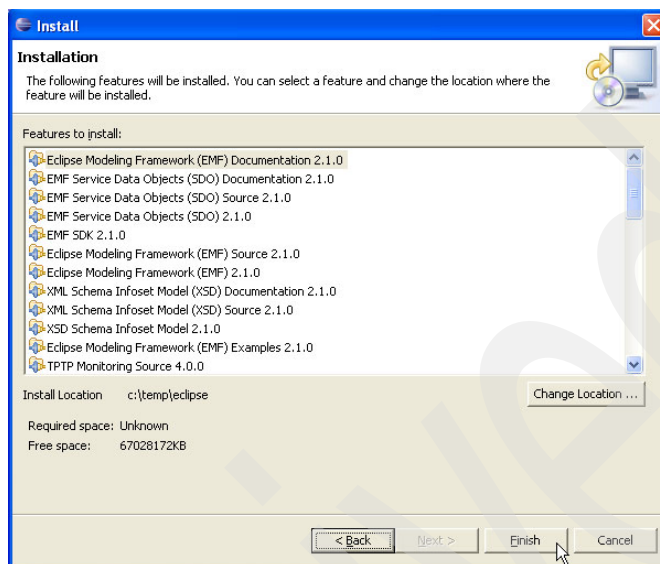 Install
Installation
The following features will be installed. You can select a feature and change the location where the
feature will be installed.
Features to install:
Eclipse Modeling Framework (EMF) Documentation 2.1.0
EMF Service Data Objects (SDO) Documentation 2.1.0
EMF Service Data Objects (SDO) Source 2.1.0
EMF Service Data Objects (SDO) 2.1.0
EMF SDK 2.1.0
Eclipse Modeling Framework (EMF) Source 2.1.0
Eclipse Modeling Framework (EMF) 2.1.0
XML Schema Infoset Model (XSD) Documentation 2.1.0
XML Schema Infoset Model (XSD) Source 2.1.0
XSD Schema Infoset Model 2.1.0
Eclipse Modeling Framework (EMF) Examples 2.1.0
TPTP Monitoring Source 4.0.0
Install Location c:\temp\eclipse Change Location ...
Required space: Unknown
Free space: 67028172KB
< Back Next > Finish Cancel